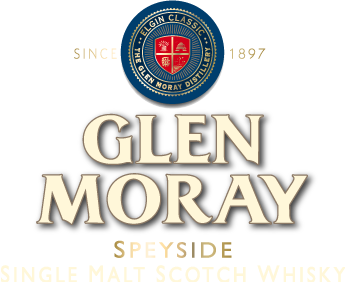 ELGIN CLASSIC
THE GLEN MORAY DISTILLERY
SINCE 1897
GLEN
MORAY
SPEYSIDE
SINGLE MALT SCOTCH WHISKY